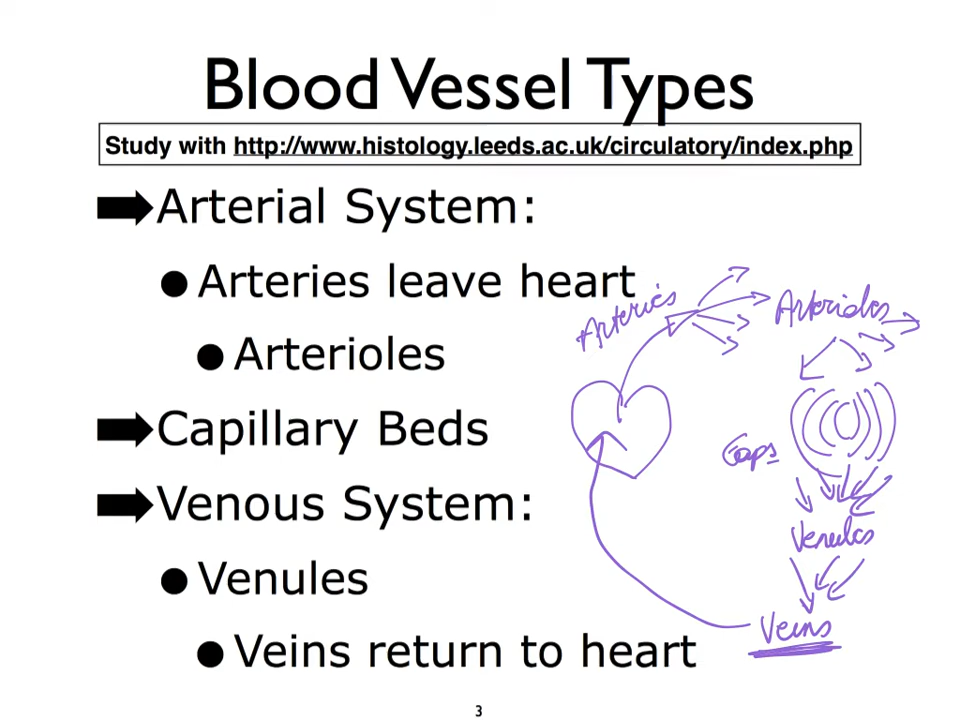 Blood Vessel Types
Study with http://www.histology.leeds.ac.uk/circulatory/index.php
Arterial System:
Arteries leave heart
Arteries
Arterioles
Arterioles
Capillary Beds
Caps
Venous System:
Venules
Venules
Veins
Veins return to heart
3